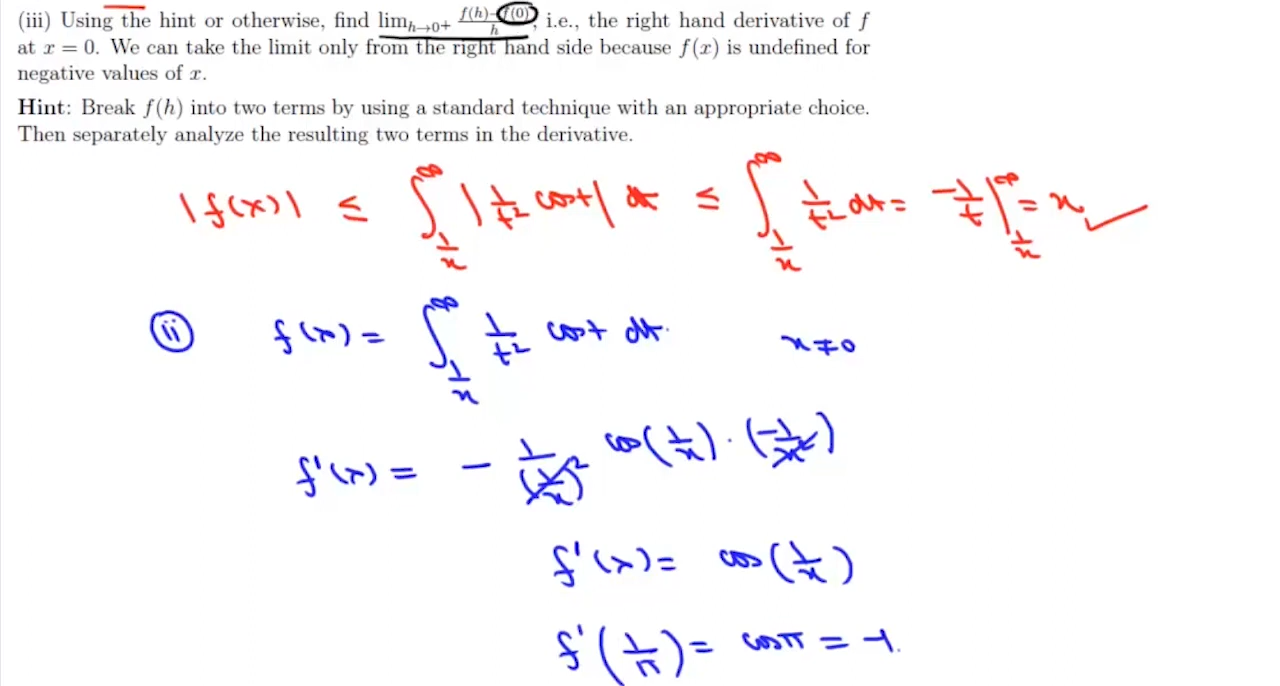 (iii) Using the hint or otherwise, find lim_{h→0+} \frac{f(h)-f(0)}{h}, i.e., the right hand derivative of f
at x = 0. We can take the limit only from the right hand side because f(x) is undefined for
negative values of x.
Hint: Break f(h) into two terms by using a standard technique with an appropriate choice.
Then separately analyze the resulting two terms in the derivative.
|f(x)| ≤ ∫_{1/x}^{∞} |1/t² cost| dt ≤ ∫_{1/x}^{∞} 1/t² dt = -1/t |_{1/x}^{∞} = x ✓
(ii) f(x) = ∫_{1/x}^{∞} 1/t² cost dt. x ≠ 0
f'(x) = - 1/(1/x)² cos(1/x) · (-1/x²)
f'(x) = cos(1/x)
f'(1/π) = cosπ = -1.